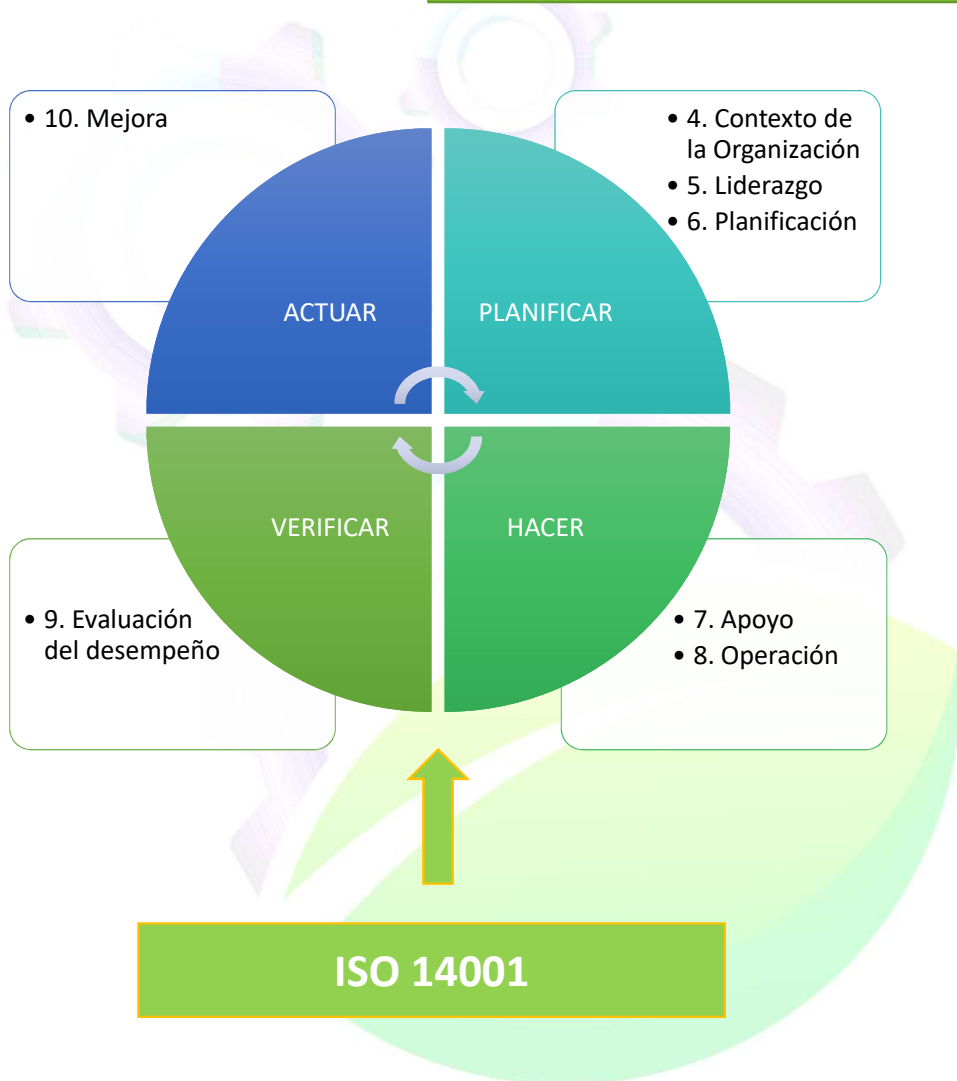 • 10. Mejora
• 4. Contexto de
la Organización
• 5. Liderazgo
• 6. Planificación
ACTUAR
PLANIFICAR
VERIFICAR
HACER
• 9. Evaluación
del desempeño
• 7. Apoyo
• 8. Operación
ISO 14001